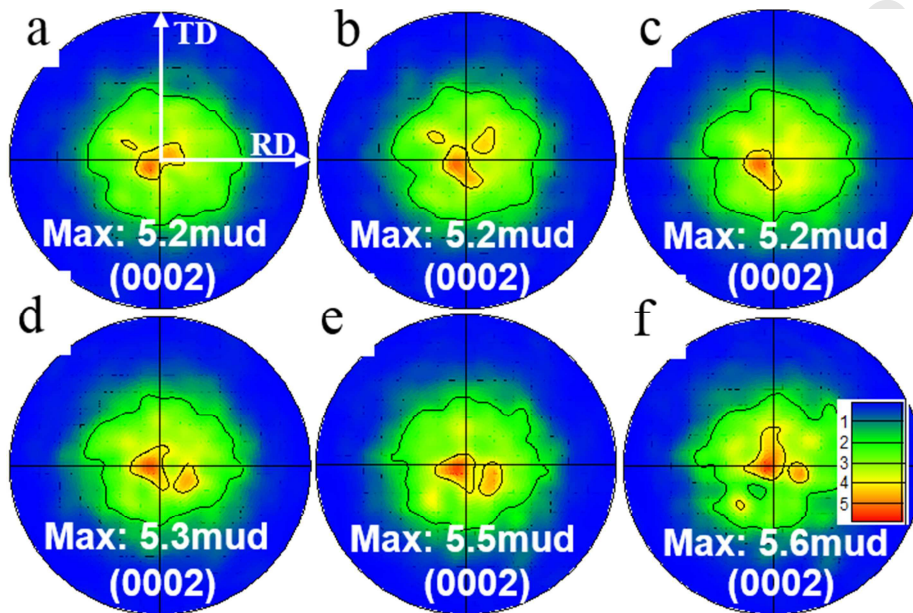 a
TD
RD
Max: 5.2mud
(0002)
b
Max: 5.2mud
(0002)
c
Max: 5.2mud
(0002)
d
Max: 5.3mud
(0002)
e
Max: 5.5mud
(0002)
f
1
2
3
4
5
Max: 5.6mud
(0002)